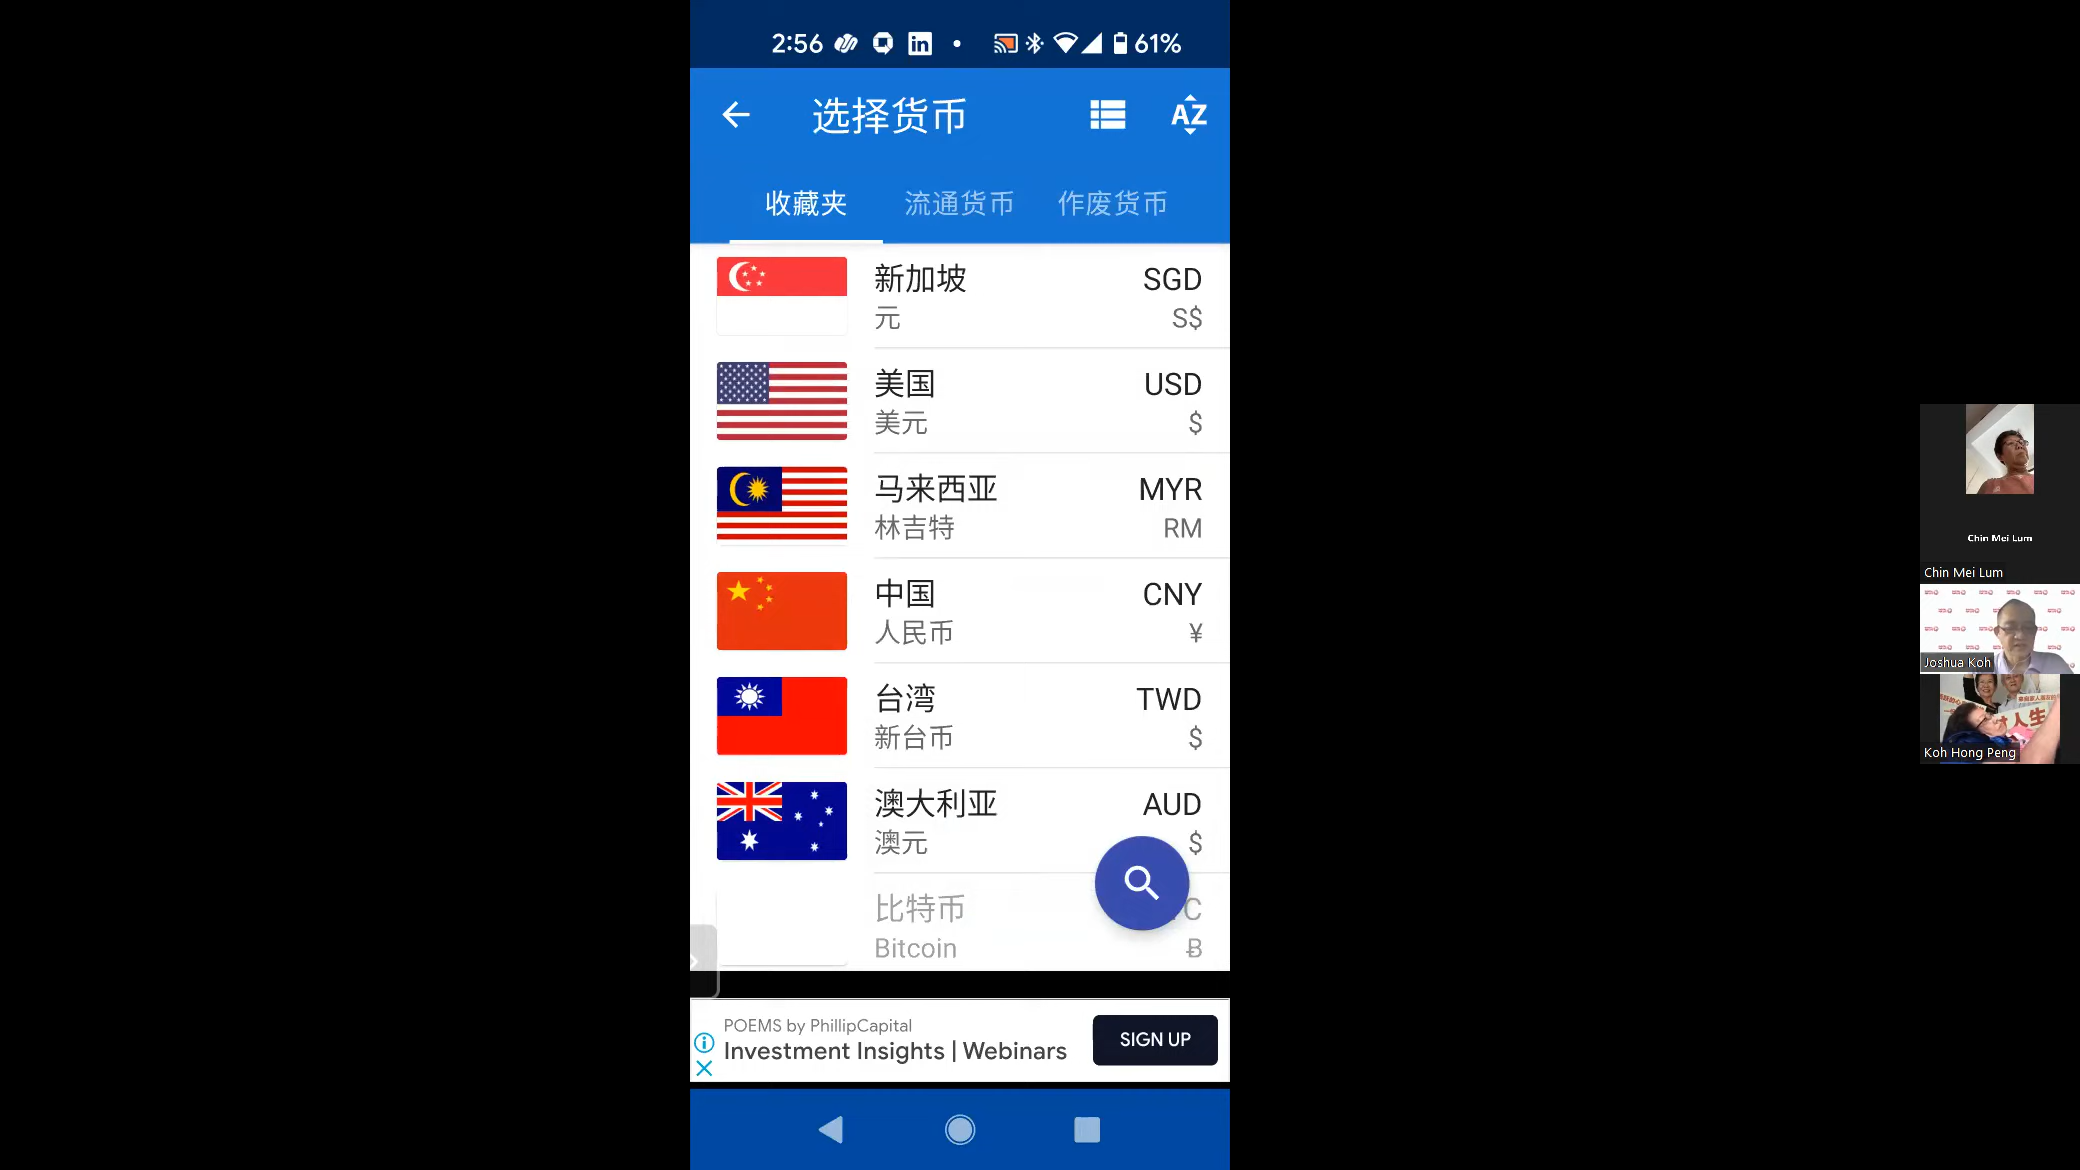 2:56
61%
选择货币
AZ
收藏夹 流通货币 作废货币
新加坡 SGD
元 S$
美国 USD
美元 $
马来西亚 MYR
林吉特 RM
中国 CNY
人民币 ¥
台湾 TWD
新台币 $
澳大利亚 AUD
澳元 $
比特币 C
Bitcoin Ƀ
POEMS by PhillipCapital
Investment Insights | Webinars
SIGN UP
Chin Mei Lum
Chin Mei Lum
Joshua Koh
人生
Koh Hong Peng